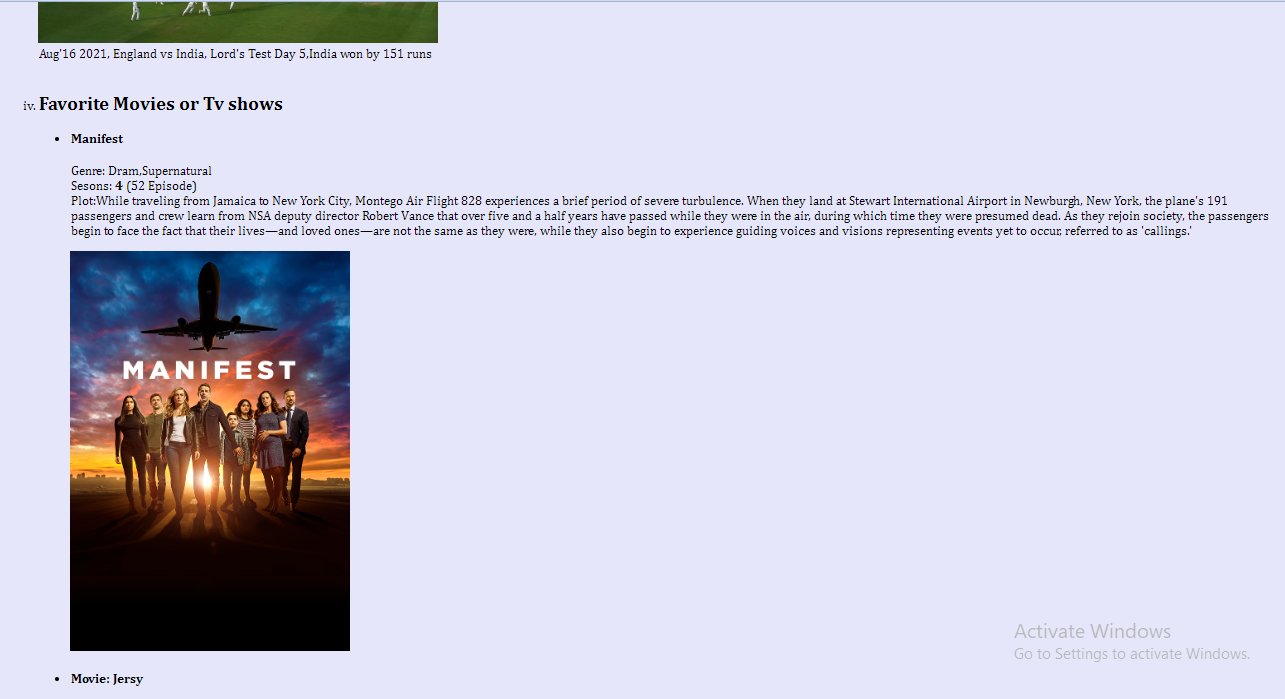 Aug'16 2021, England vs India, Lord's Test Day 5,India won by 151 runs
iv. Favorite Movies or Tv shows
• Manifest
Genre: Dram,Supernatural
Sesons: 4 (52 Episode)
Plot:While traveling from Jamaica to New York City, Montego Air Flight 828 experiences a brief period of severe turbulence. When they land at Stewart International Airport in Newburgh, New York, the plane's 191
passengers and crew learn from NSA deputy director Robert Vance that over five and a half years have passed while they were in the air, during which time they were presumed dead. As they rejoin society, the passengers
begin to face the fact that their lives—and loved ones—are not the same as they were, while they also begin to experience guiding voices and visions representing events yet to occur, referred to as 'callings.'
MANIFEST
Activate Windows
Go to Settings to activate Windows.
• Movie: Jersy